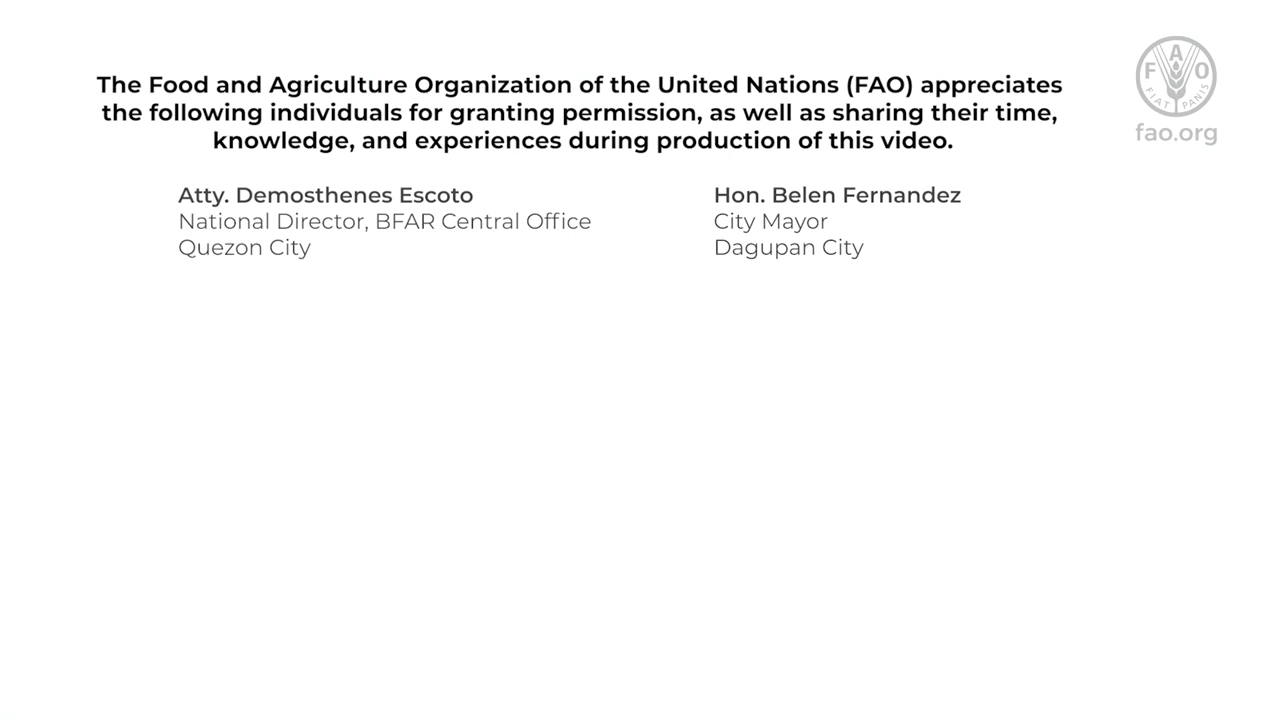 The Food and Agriculture Organization of the United Nations (FAO) appreciates
the following individuals for granting permission, as well as sharing their time,
knowledge, and experiences during production of this video.
Atty. Demosthenes Escoto
National Director, BFAR Central Office
Quezon City
Hon. Belen Fernandez
City Mayor
Dagupan City
F A O
FIAT PANIS
fao.org